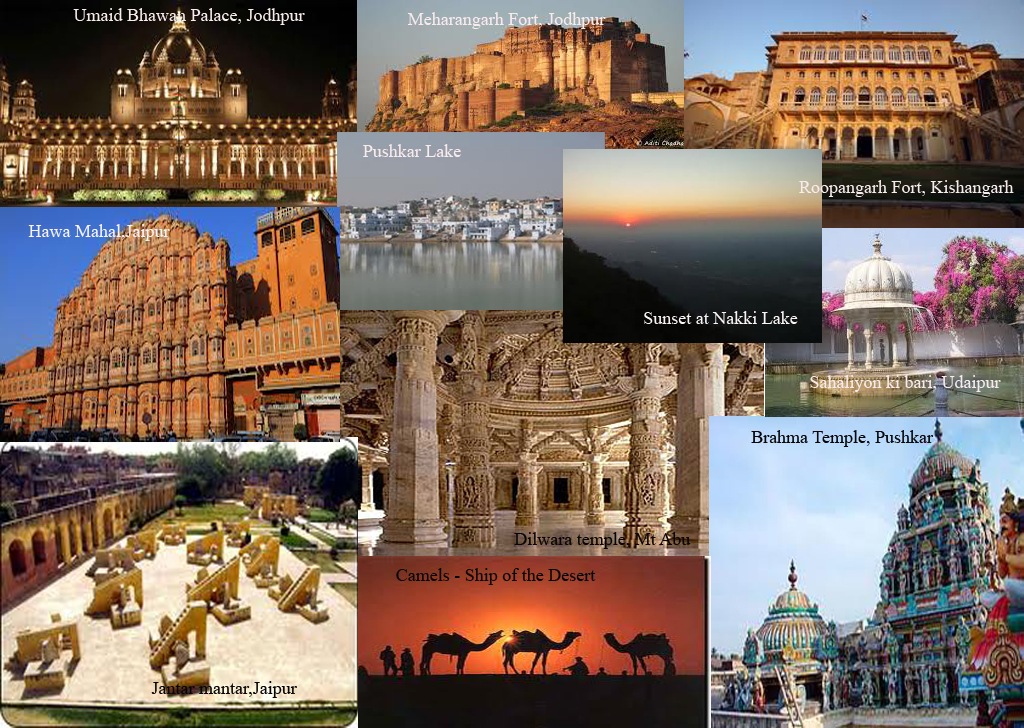 Umaid Bhawan Palace, Jodhpur
Meharangarh Fort, Jodhpur
© Aditi Chadha
Pushkar Lake
Roopangarh Fort, Kishangarh
Hawa Mahal,Jaipur
Sunset at Nakki Lake
Sahaliyon ki bari, Udaipur
Brahma Temple, Pushkar
Dilwara temple, Mt Abu
Camels - Ship of the Desert
Jantar mantar,Jaipur